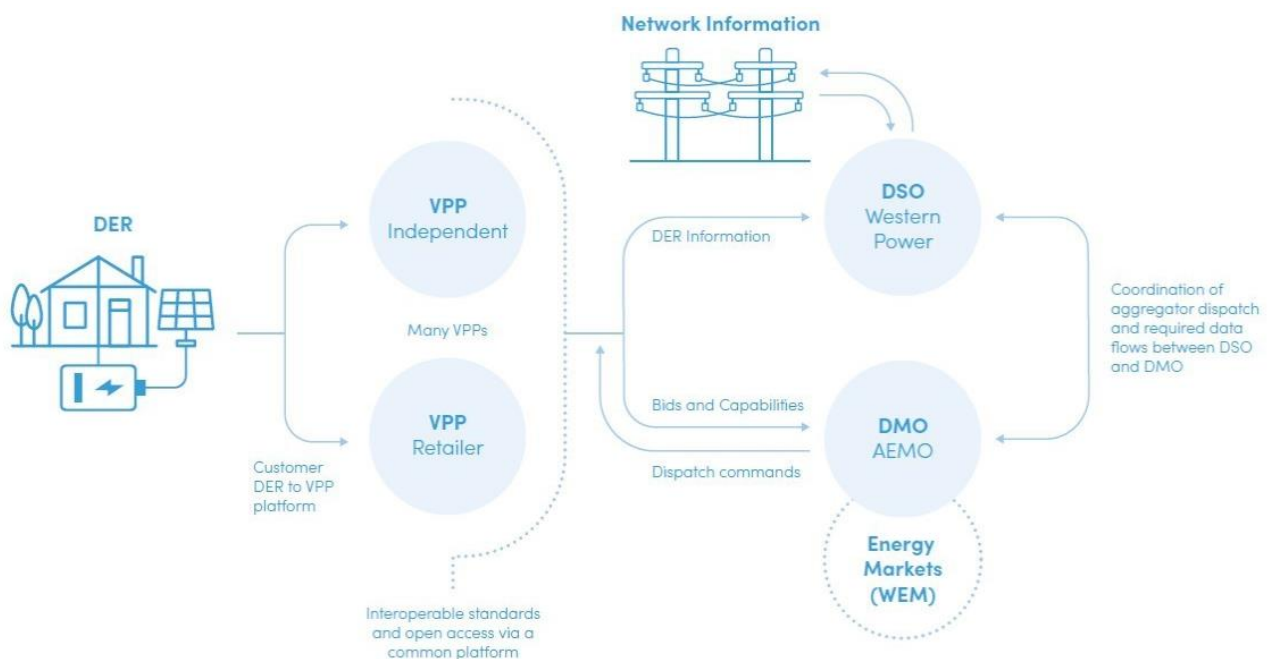 Network Information
DER
VPP
Independent
Many VPPs
VPP
Retailer
Customer
DER to VPP
platform
Interoperable standards
and open access via a
common platform
DER Information
Bids and Capabilities
Dispatch commands
DSO
Western
Power
DMO
AEMO
Energy
Markets
(WEM)
Coordination of
aggregator dispatch
and required data
flows between DSO
and DMO